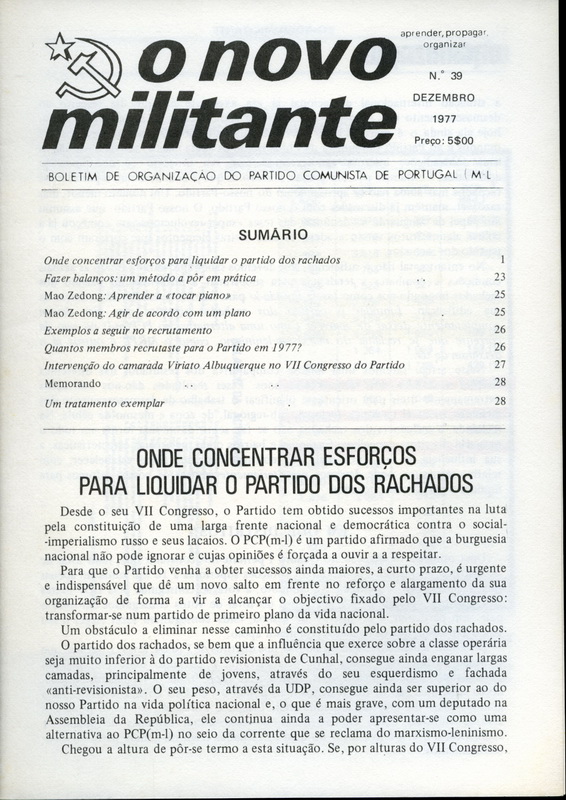 aprender, propagar,
organizar
o novo
militante
N.° 39
DEZEMBRO
1977
Preço: 5$00
BOLETIM DE ORGANIZAÇÃO DO PARTIDO COMUNISTA DE PORTUGAL (M-L
SUMÁRIO
Onde concentrar esforços para liquidar o partido dos rachados 1
Fazer balanços: um método a pôr em prática 23
Mao Zedong: Aprender a «tocar piano» 25
Mao Zedong: Agir de acordo com um plano 25
Exemplos a seguir no recrutamento 26
Quantos membros recrutaste para o Partido em 1977? 26
Intervenção do camarada Viriato Albuquerque no VII Congresso do Partido 27
Memorando 28
Um tratamento exemplar 28
ONDE CONCENTRAR ESFORÇOS
PARA LIQUIDAR O PARTIDO DOS RACHADOS
Desde o seu VII Congresso, o Partido tem obtido sucessos importantes na luta
pela constituição de uma larga frente nacional e democrática contra o social-
-imperialismo russo e seus lacaios. O PCP(m-l) é um partido afirmado que a burguesia
nacional não pode ignorar e cujas opiniões é forçada a ouvir a a respeitar.
Para que o Partido venha a obter sucessos ainda maiores, a curto prazo, é urgente
e indispensável que dê um novo salto em frente no reforço e alargamento da sua
organização de forma a vir a alcançar o objectivo fixado pelo VII Congresso:
transformar-se num partido de primeiro plano da vida nacional.
Um obstáculo a eliminar nesse caminho é constituído pelo partido dos rachados.
O partido dos rachados, se bem que a influência que exerce sobre a classe operária
seja muito inferior à do partido revisionista de Cunhal, consegue ainda enganar largas
camadas, principalmente de jovens, através do seu esquerdismo e fachada
«anti-revisionista». O seu peso, através da UDP, consegue ainda ser superior ao do
nosso Partido na vida política nacional e, o que é mais grave, com um deputado na
Assembleia da República, ele continua ainda a poder apresentar-se como uma
alternativa ao PCP(m-l) no seio da corrente que se reclama do marxismo-leninismo.
Chegou a altura de pôr-se termo a esta situação. Se, por alturas do VII Congresso,